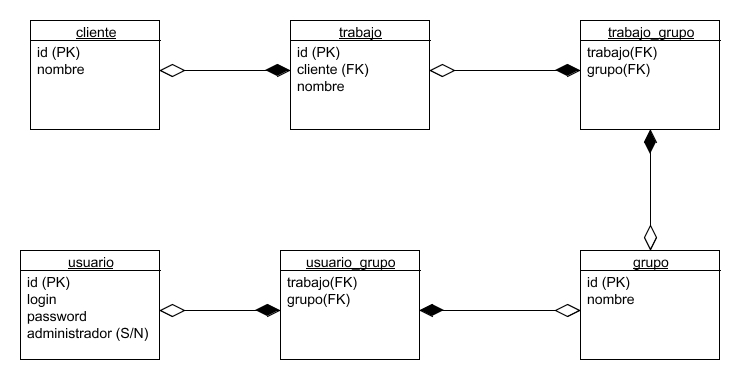 cliente
id (PK)
nombre
trabajo
id (PK)
cliente (FK)
nombre
trabajo_grupo
trabajo(FK)
grupo(FK)
usuario
id (PK)
login
password
administrador (S/N)
usuario_grupo
trabajo(FK)
grupo(FK)
grupo
id (PK)
nombre